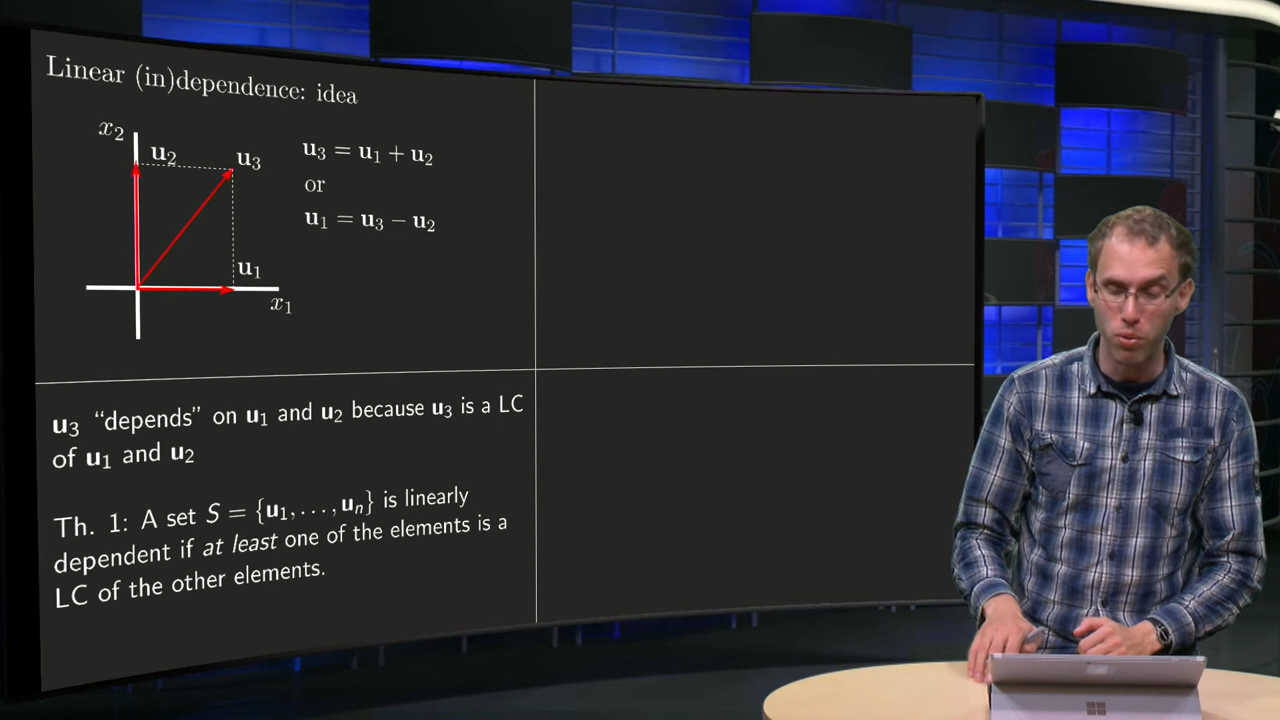 Linear (in)dependence: idea
x₂
u₂
u₃
u₁
x₁
u₃ = u₁ + u₂
or
u₁ = u₃ − u₂
u₃ “depends” on u₁ and u₂ because u₃ is a LC
of u₁ and u₂
Th. 1: A set S = {u₁, . . . , uₙ} is linearly
dependent if at least one of the elements is a
LC of the other elements.